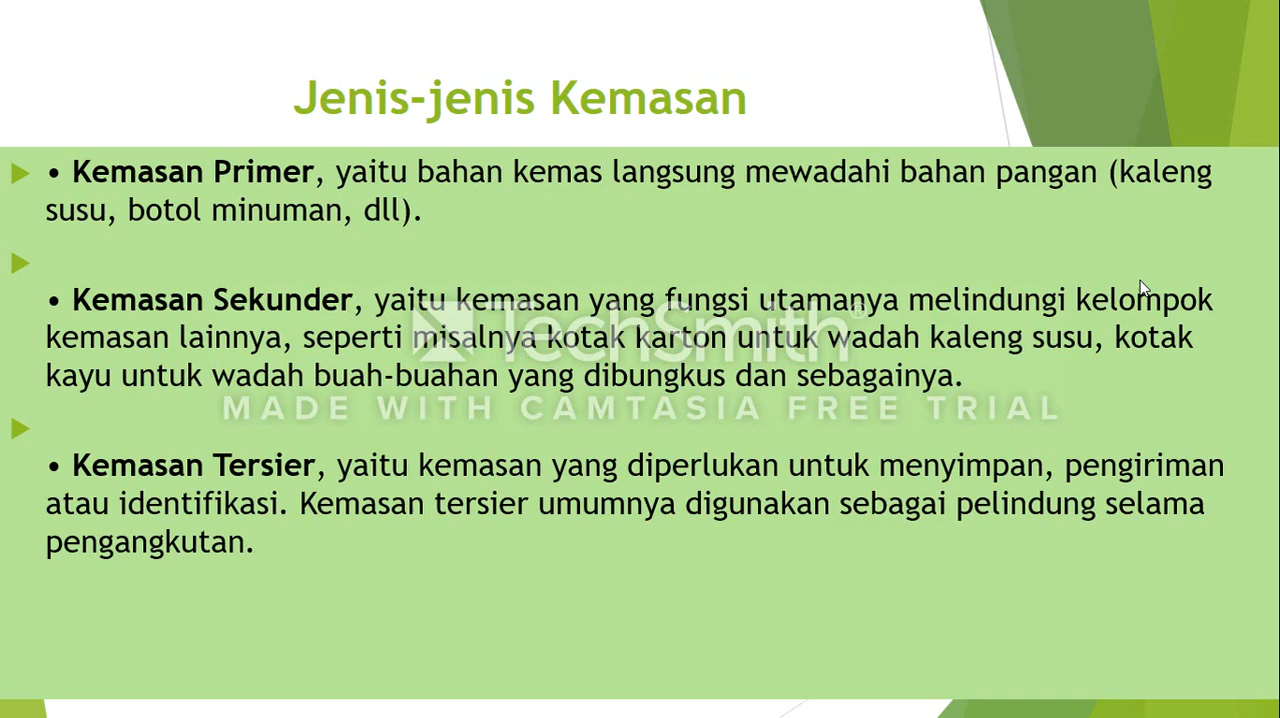 Jenis-jenis Kemasan
• Kemasan Primer, yaitu bahan kemas langsung mewadahi bahan pangan (kaleng
susu, botol minuman, dll).
• Kemasan Sekunder, yaitu kemasan yang fungsi utamanya melindungi kelompok
kemasan lainnya, seperti misalnya kotak karton untuk wadah kaleng susu, kotak
kayu untuk wadah buah-buahan yang dibungkus dan sebagainya.
TechSmith®
MADE WITH CAMTASIA FREE TRIAL
• Kemasan Tersier, yaitu kemasan yang diperlukan untuk menyimpan, pengiriman
atau identifikasi. Kemasan tersier umumnya digunakan sebagai pelindung selama
pengangkutan.